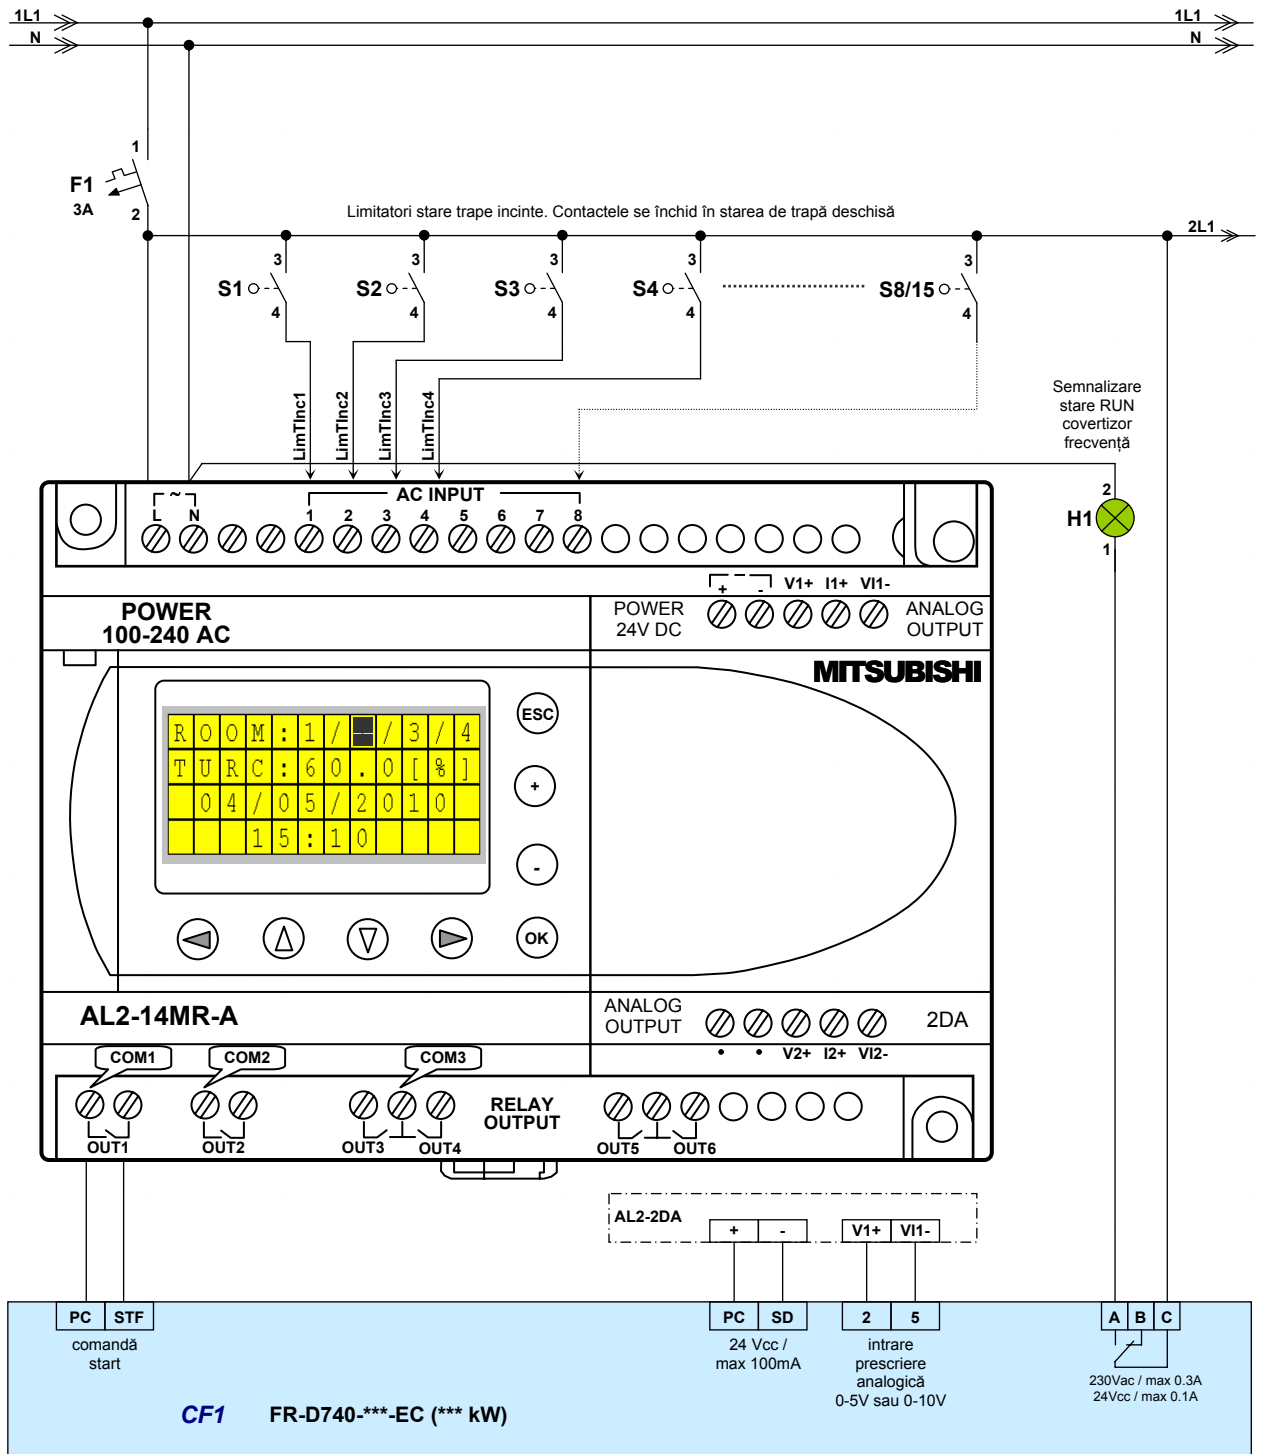 1L1 1L1
N N
1
F1
3A
2
Limitatori stare trape incinte. Contactele se închid în starea de trapă deschisă
2L1
3 3 3 3 3
S1 S2 S3 S4 S8/15
4 4 4 4 4
LimTInc1 LimTInc2 LimTInc3 LimTInc4
Semnalizare
stare RUN
covertizor
frecvență
2
H1
1
~ AC INPUT
L N 1 2 3 4 5 6 7 8
+ - V1+ I1+ VI1-
POWER
100-240 AC
POWER
24V DC
ANALOG
OUTPUT
MITSUBISHI
ROOM:1/ /3/4
TURC:60.0[%]
04/05/2010
15:10
ESC
+
-
OK
AL2-14MR-A
ANALOG
OUTPUT
2DA
• • V2+ I2+ VI2-
COM1 COM2 COM3
RELAY
OUTPUT
OUT1 OUT2 OUT3 OUT4 OUT5 OUT6
AL2-2DA
+ - V1+ VI1-
PC STF PC SD 2 5 A B C
comandă
start
24 Vcc /
max 100mA
intrare
prescriere
analogică
0-5V sau 0-10V
230Vac / max 0.3A
24Vcc / max 0.1A
CF1 FR-D740-***-EC (*** kW)